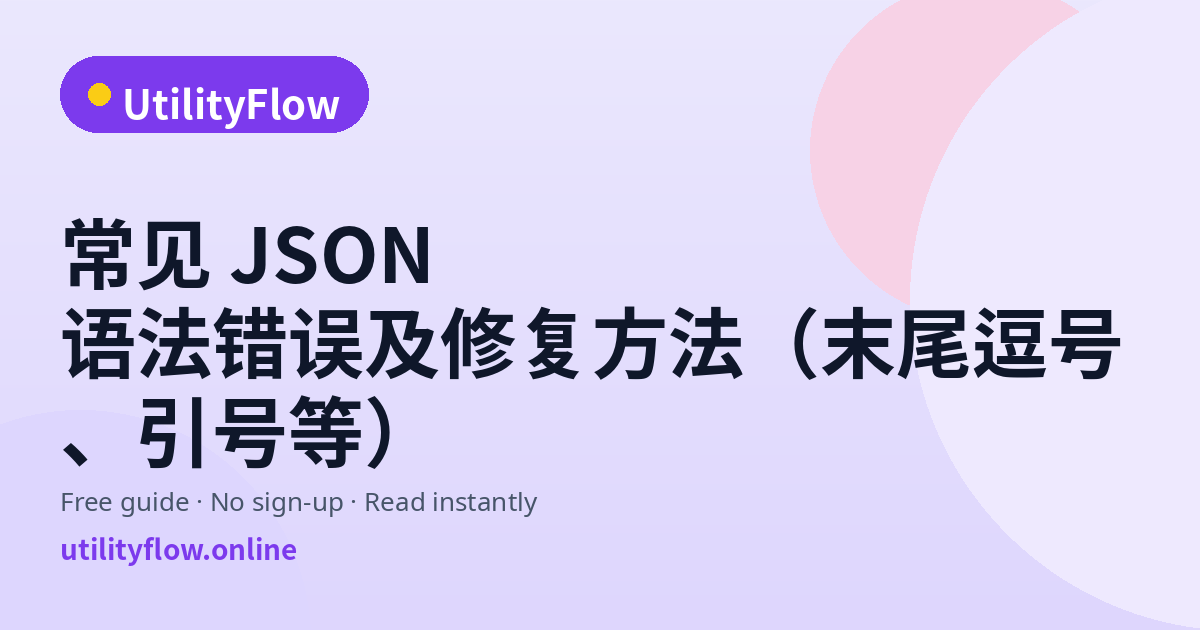 UtilityFlow
常见 JSON
语法错误及修复方法（末尾逗号
、引号等）
Free guide · No sign-up · Read instantly
utilityflow.online